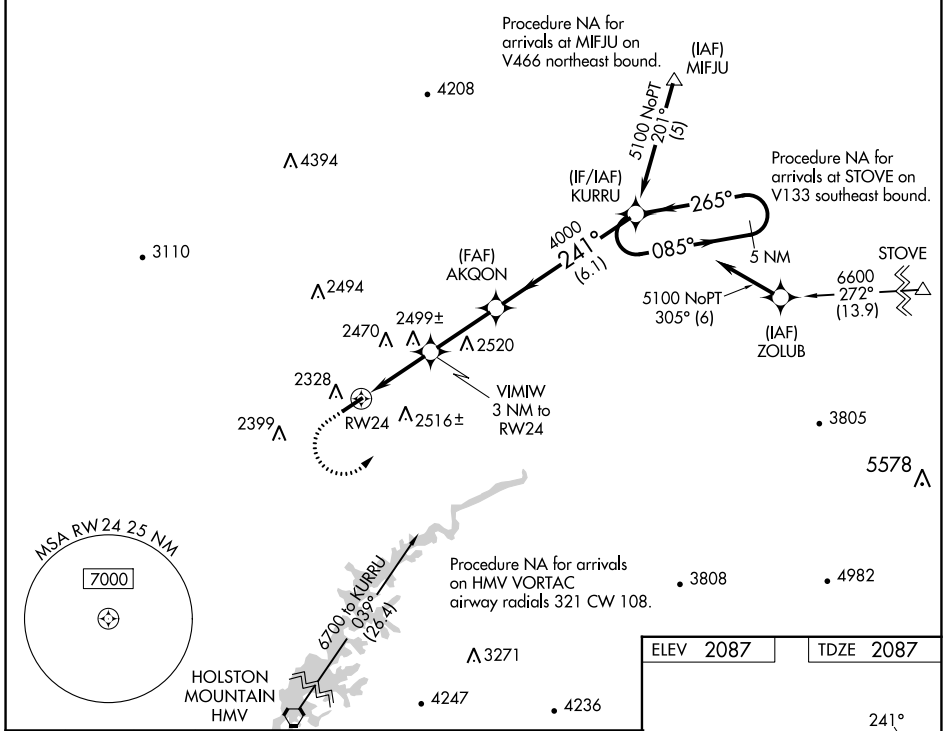 Procedure NA for
arrivals at MIFJU on
V466 northeast bound.
(IAF)
MIFJU
4208
5100 NoPT
201°
(5)
4394
(IF/IAF)
KURRU
Procedure NA for
arrivals at STOVE on
V133 southeast bound.
265°
085°
5 NM
4000
241°
(6.1)
3110
(FAF)
AKQON
STOVE
6600
272°
(13.9)
5100 NoPT
305° (6)
(IAF)
ZOLUB
2494
2499±
2470
2520
VIMIW
3 NM to
RW24
2328
RW24
2516±
2399
3805
5578
MSA RW24 25 NM
7000
6700 to KURRU
039°
(26.4)
Procedure NA for arrivals
on HMV VORTAC
airway radials 321 CW 108.
3808
4982
3271
HOLSTON
MOUNTAIN
HMV
4247
4236
ELEV 2087
TDZE 2087
241°